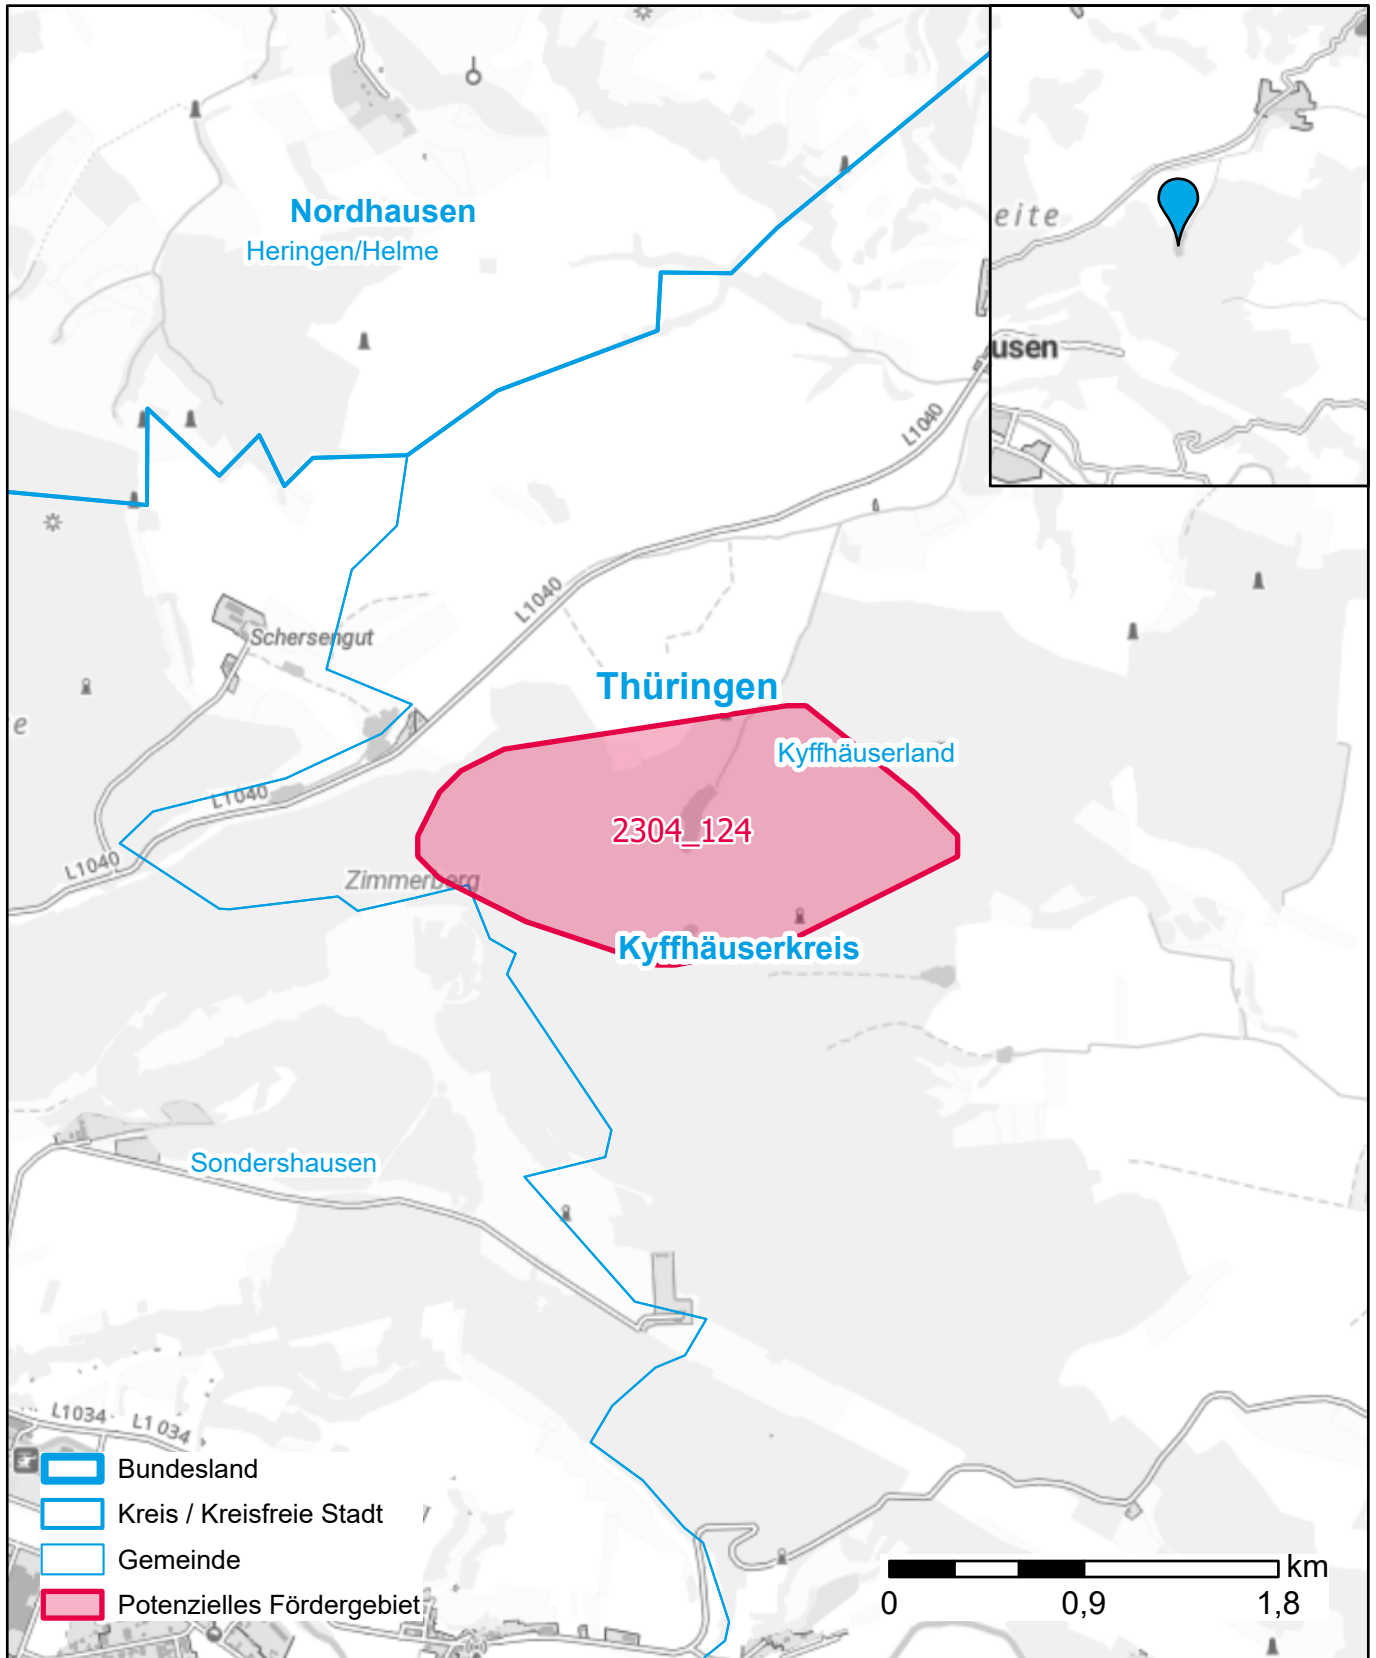 Nordhausen
Heringen/Helme
eite
usen
L1040
L1040
Schersengut
Thüringen
e
Kyffhäuserland
L1040
2304_124
L1040
Zimmerberg
Kyffhäuserkreis
Sondershausen
L1034
L1034
Bundesland
Kreis / Kreisfreie Stadt
Gemeinde
Potenzielles Fördergebiet
km
0 0,9 1,8